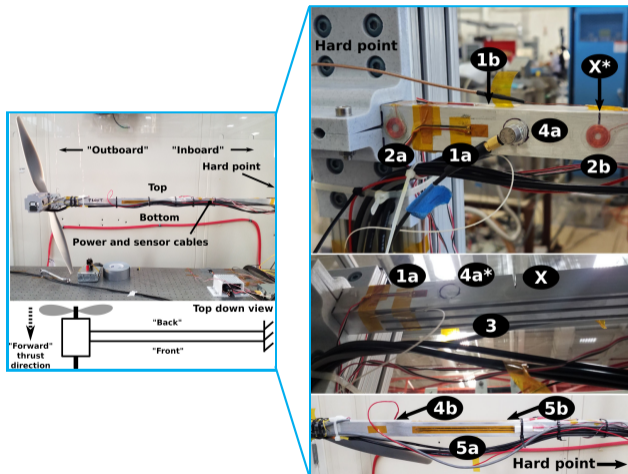 "Outboard"
"Inboard"
Hard point
Top
Bottom
Power and sensor cables
Top down view
"Back"
"Front"
"Forward"
thrust
direction
Hard point
1b
X*
4a
2a
1a
2b
1a
4a*
X
3
4b
5b
5a
Hard point